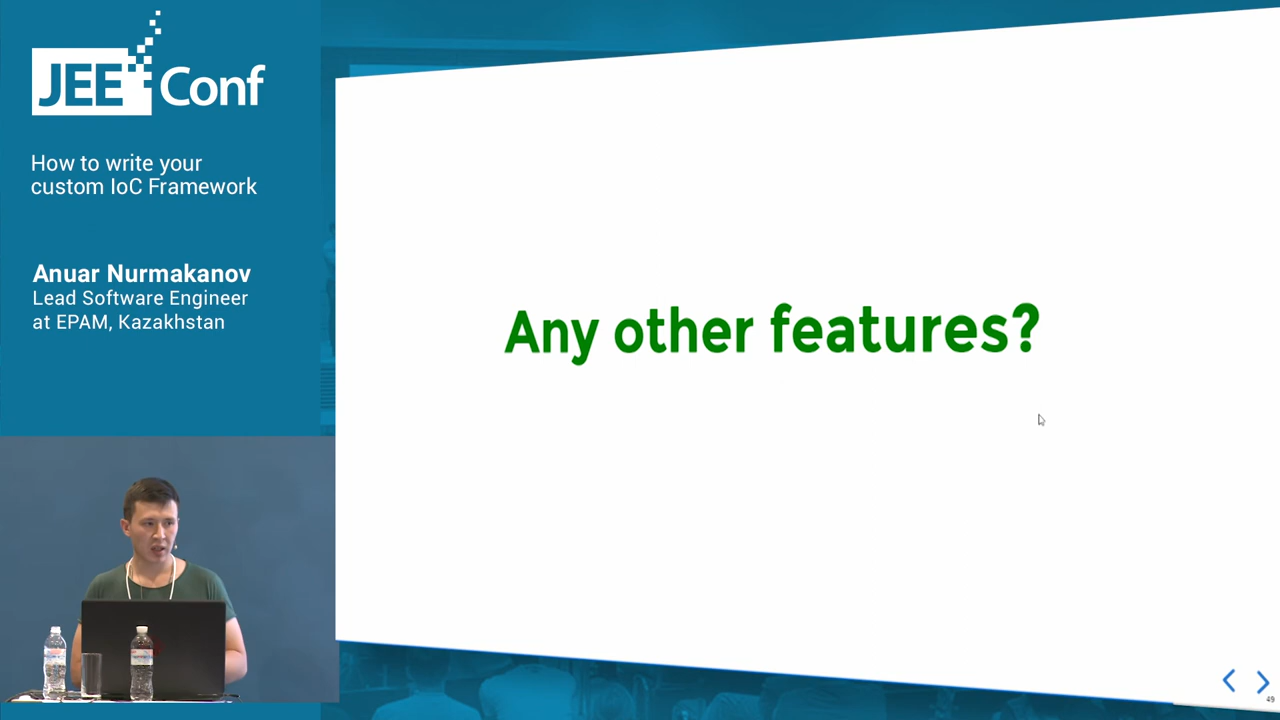 JEE Conf
How to write your
custom IoC Framework
Anuar Nurmakanov
Lead Software Engineer
at EPAM, Kazakhstan
Any other features?
49